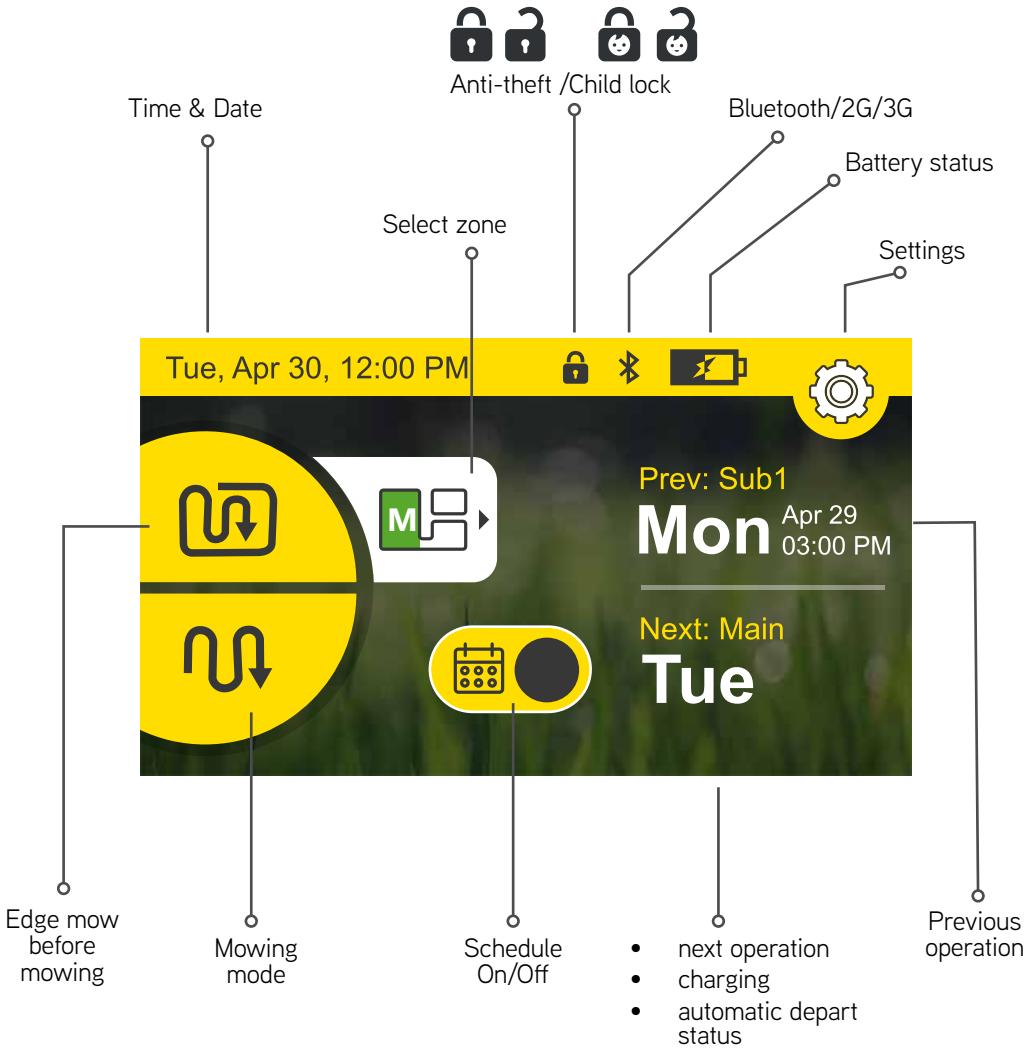 Anti-theft /Child lock
Time & Date
Bluetooth/2G/3G
Battery status
Select zone
Settings
Tue, Apr 30, 12:00 PM
Prev: Sub1
Mon
Apr 29
03:00 PM
M
Next: Main
Tue
Edge mow
before
mowing
Mowing
mode
Schedule
On/Off
• next operation
• charging
• automatic depart
status
Previous
operation